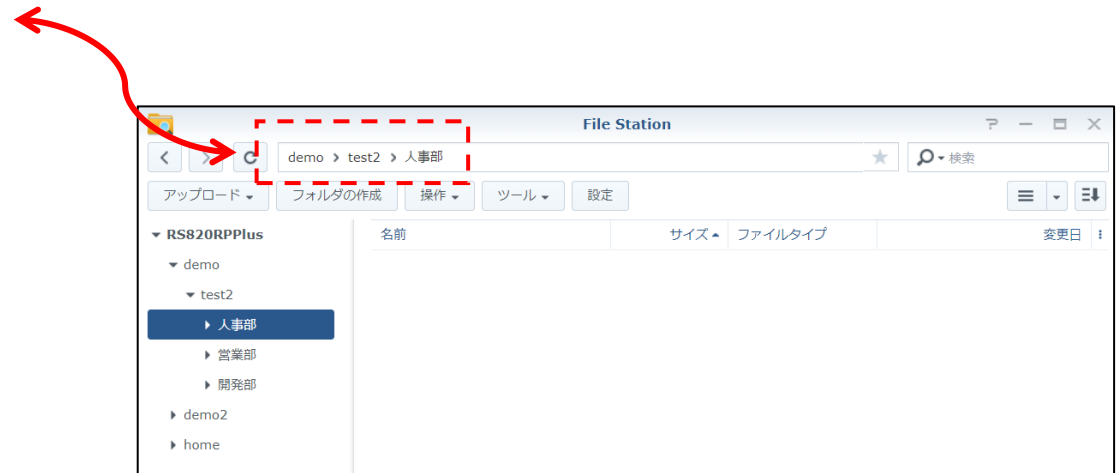 File Station
demo › test2 › 人事部
検索
アップロード フォルダの作成 操作 ツール 設定
RS820RPPlus
名前 サイズ ファイルタイプ 変更日
demo
test2
人事部
営業部
開発部
demo2
home